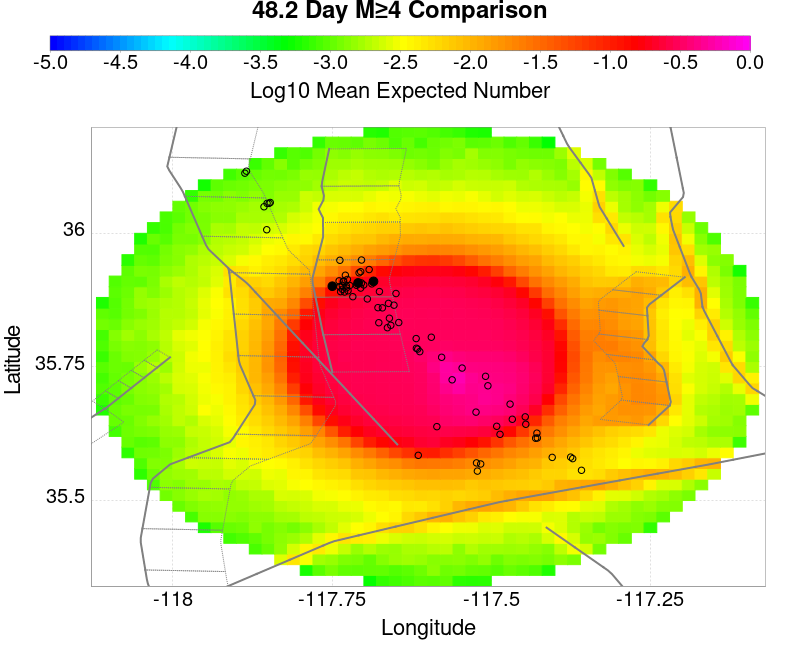 48.2 Day M≥4 Comparison
-5.0 -4.5 -4.0 -3.5 -3.0 -2.5 -2.0 -1.5 -1.0 -0.5 0.0
Log10 Mean Expected Number
36
35.75
35.5
Latitude
-118 -117.75 -117.5 -117.25
Longitude